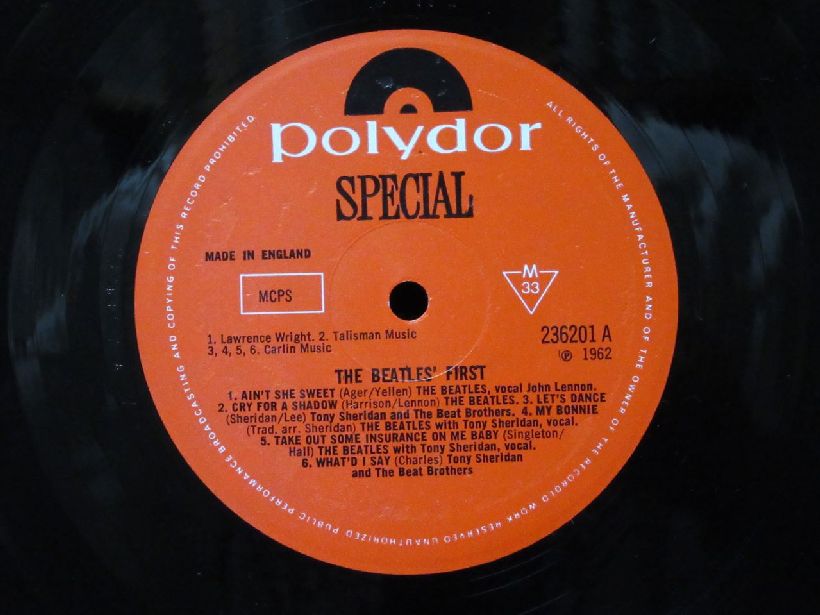 polydor
SPECIAL
MADE IN ENGLAND
MCPS
M
33
1. Lawrence Wright. 2. Talisman Music
3, 4, 5, 6. Carlin Music
236201 A
℗ 1962
THE BEATLES' FIRST
1. AIN'T SHE SWEET (Ager/Yellen) THE BEATLES, vocal John Lennon.
2. CRY FOR A SHADOW (Harrison/Lennon) THE BEATLES. 3. LET'S DANCE
(Sheridan/Lee) Tony Sheridan and The Beat Brothers. 4. MY BONNIE
(Trad. arr. Sheridan) THE BEATLES with Tony Sheridan, vocal.
5. TAKE OUT SOME INSURANCE ON ME BABY (Singleton/
Hall) THE BEATLES with Tony Sheridan, vocal.
6. WHAT'D I SAY (Charles) Tony Sheridan
and The Beat Brothers
ALL RIGHTS OF THE MANUFACTURER AND OF THE OWNER OF THE RECORDED WORK RESERVED UNAUTHORIZED PUBLIC PERFORMANCE BROADCASTING AND COPYING OF THIS RECORD PROHIBITED